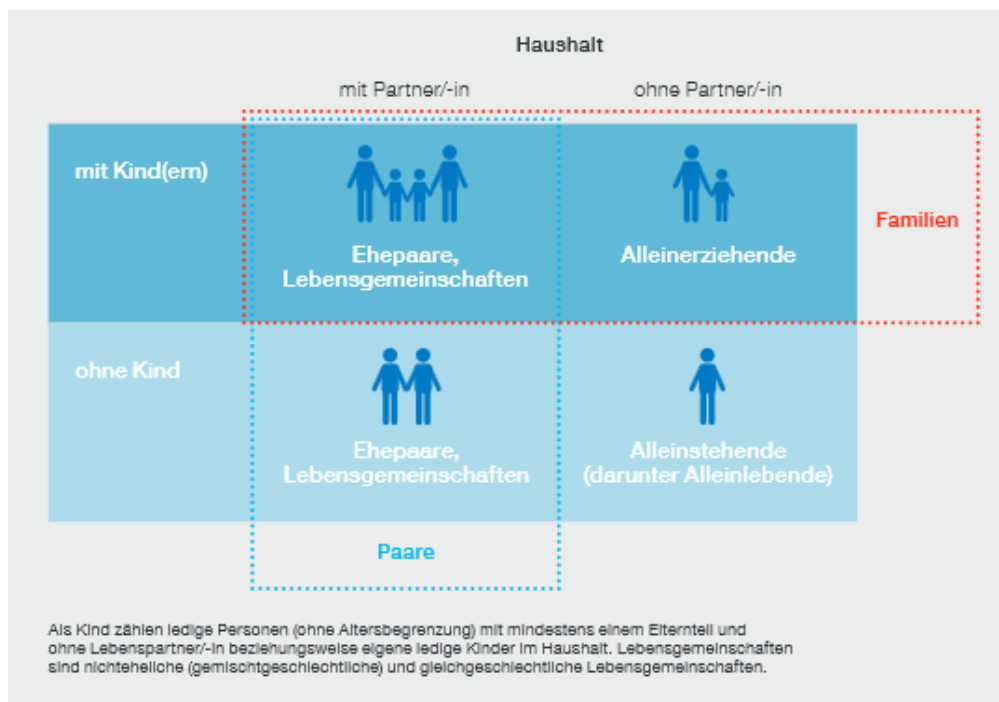 Haushalt
mit Partner/-in
ohne Partner/-in
mit Kind(ern)
Ehepaare,
Lebensgemeinschaften
Alleinerziehende
Familien
ohne Kind
Ehepaare,
Lebensgemeinschaften
Alleinstehende
(darunter Alleinlebende)
Paare
Als Kind zählen ledige Personen (ohne Altersbegrenzung) mit mindestens einem Elternteil und
ohne Lebenspartner/-in beziehungsweise eigene ledige Kinder im Haushalt. Lebensgemeinschaften
sind nichteheliche (gemischtgeschlechtliche) und gleichgeschlechtliche Lebensgemeinschaften.